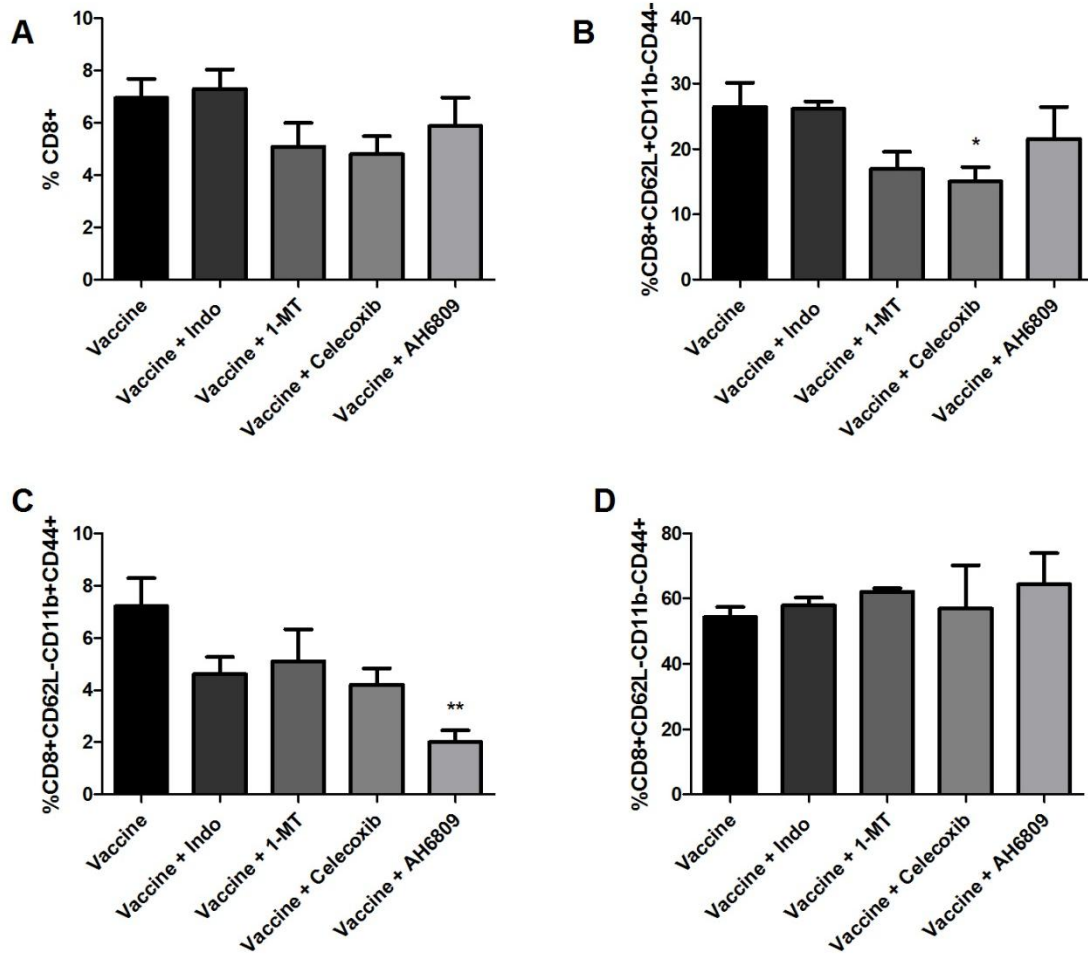 A
% CD8+
10
8
6
4
2
0
Vaccine
Vaccine + Indo
Vaccine + 1-MT
Vaccine + Celecoxib
Vaccine + AH6809
B
%CD8+CD62L+CD11b-CD44-
40
30
20
10
0
*
Vaccine
Vaccine + Indo
Vaccine + 1-MT
Vaccine + Celecoxib
Vaccine + AH6809
C
%CD8+CD62L-CD11b+CD44+
10
8
6
4
2
0
**
Vaccine
Vaccine + Indo
Vaccine + 1-MT
Vaccine + Celecoxib
Vaccine + AH6809
D
%CD8+CD62L-CD11b-CD44+
80
60
40
20
0
Vaccine
Vaccine + Indo
Vaccine + 1-MT
Vaccine + Celecoxib
Vaccine + AH6809